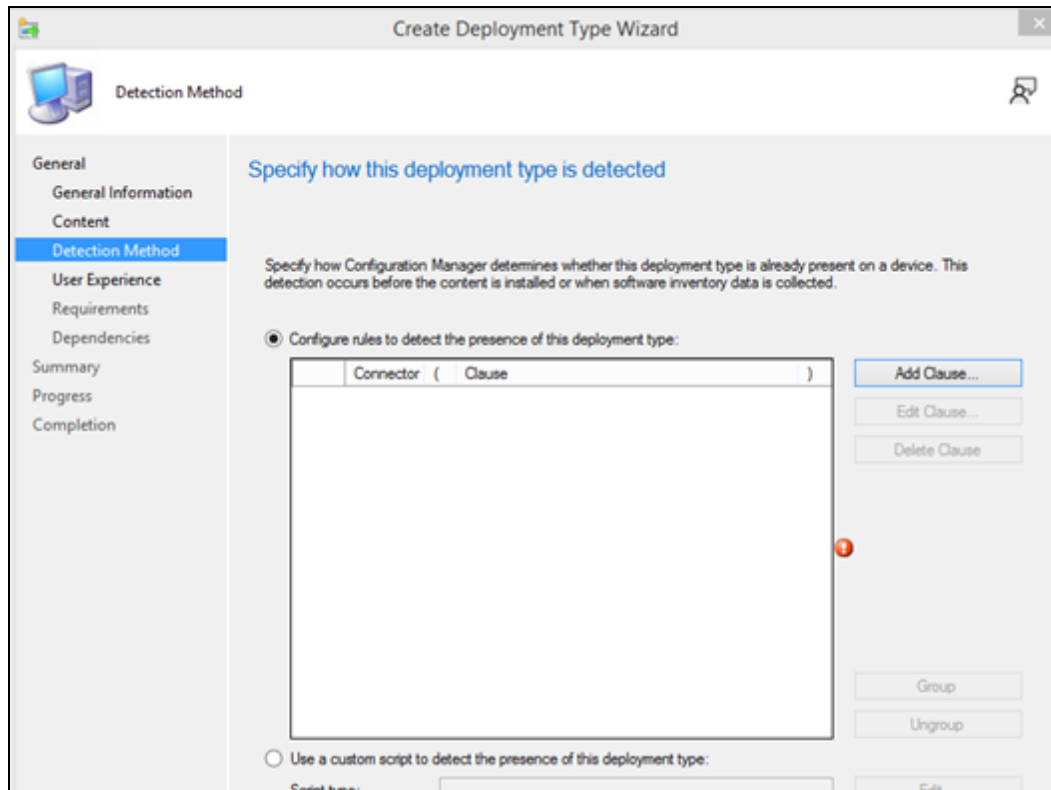 Create Deployment Type Wizard
Detection Method
General
General Information
Content
Detection Method
User Experience
Requirements
Dependencies
Summary
Progress
Completion
Specify how this deployment type is detected
Specify how Configuration Manager determines whether this deployment type is already present on a device. This
detection occurs before the content is installed or when software inventory data is collected.
Configure rules to detect the presence of this deployment type:
Connector ( Clause )
Add Clause...
Edit Clause...
Delete Clause
Group
Ungroup
Use a custom script to detect the presence of this deployment type:
Script type:
Edit...